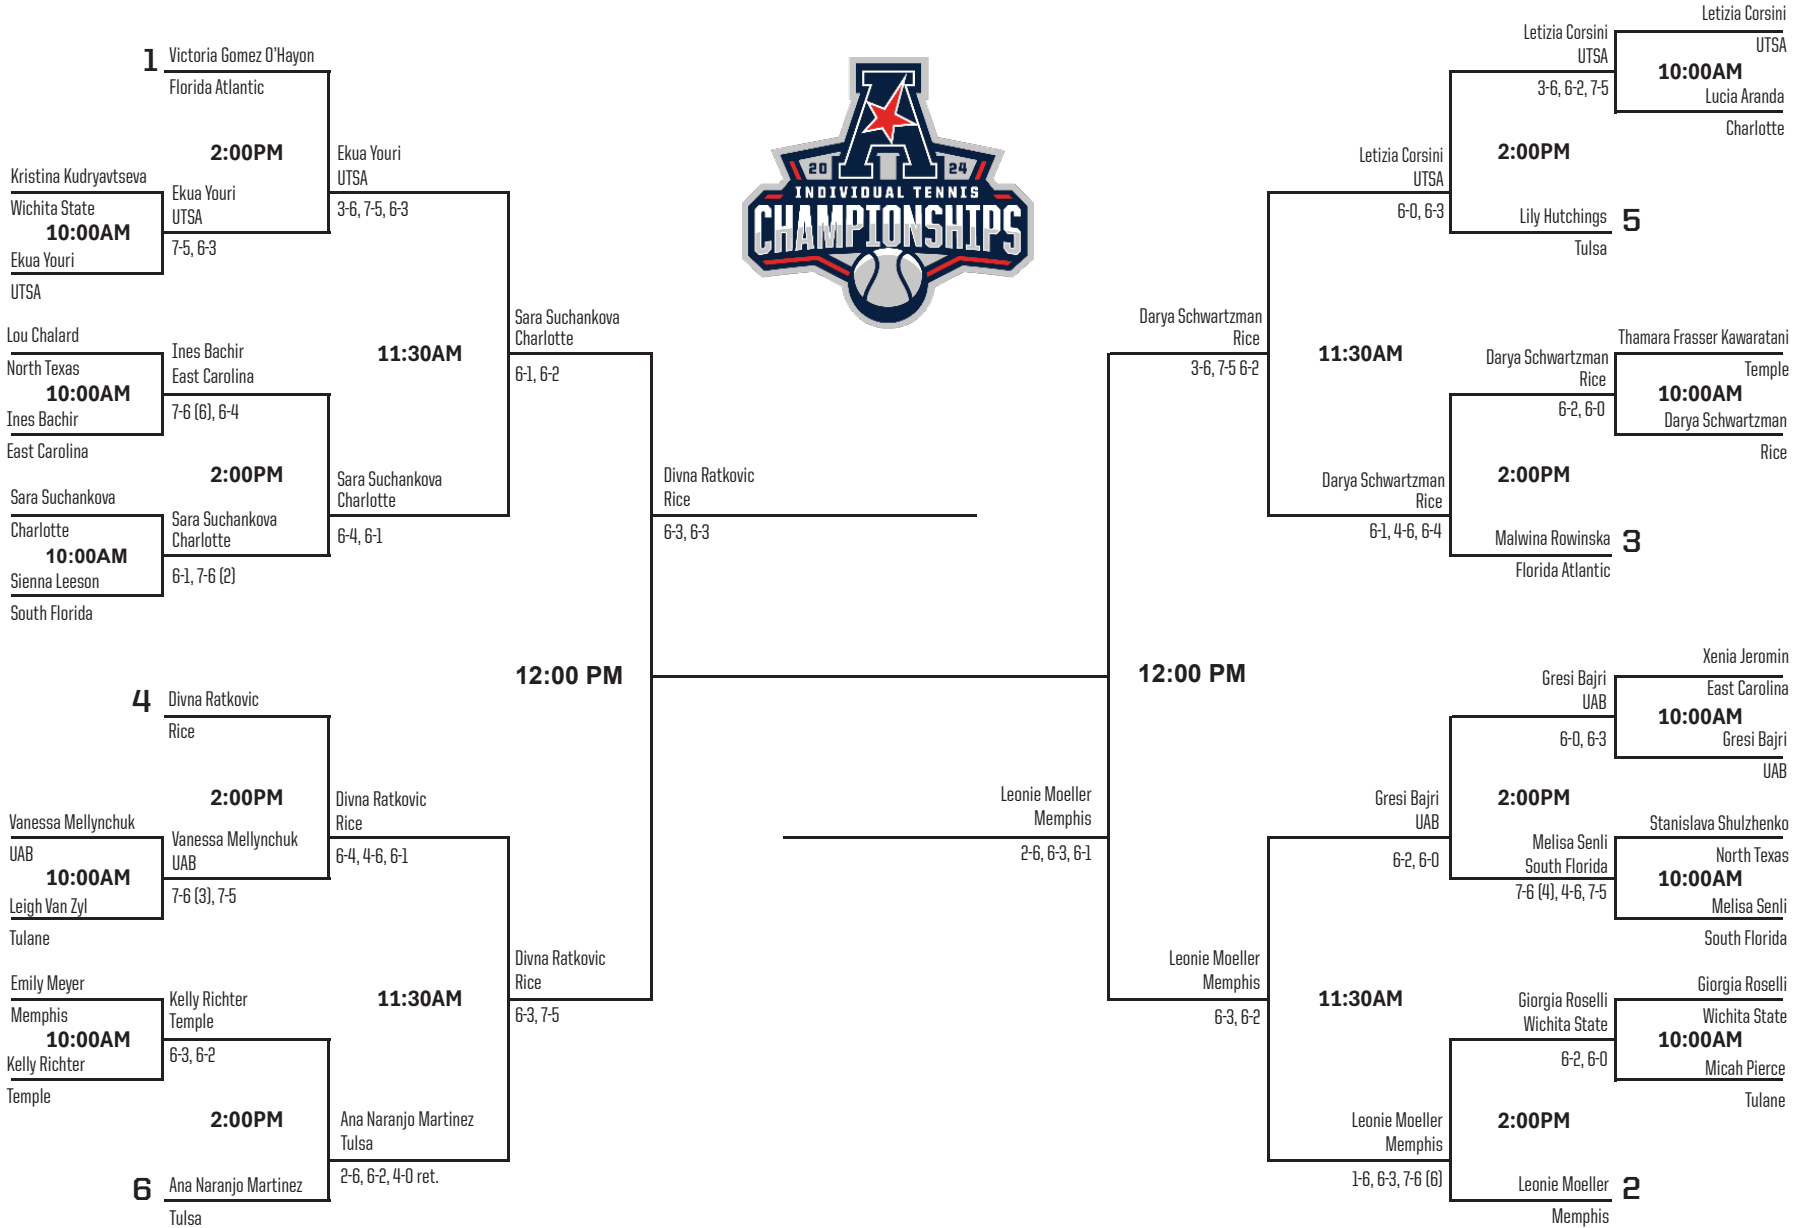 1
Victoria Gomez O'Hayon
Florida Atlantic
2:00PM
Kristina Kudryavtseva
Wichita State
10:00AM
Ekua Youri
UTSA
Ekua Youri
UTSA
7-5, 6-3
Ekua Youri
UTSA
3-6, 7-5, 6-3
Lou Chalard
North Texas
10:00AM
Ines Bachir
East Carolina
Ines Bachir
East Carolina
7-6 (6), 6-4
11:30AM
2:00PM
Sara Suchankova
Charlotte
10:00AM
Sienna Leeson
South Florida
Sara Suchankova
Charlotte
6-1, 7-6 (2)
Sara Suchankova
Charlotte
6-4, 6-1
Sara Suchankova
Charlotte
6-1, 6-2
Divna Ratkovic
Rice
6-3, 6-3
12:00 PM
4
Divna Ratkovic
Rice
2:00PM
Vanessa Mellynchuk
UAB
10:00AM
Leigh Van Zyl
Tulane
Vanessa Mellynchuk
UAB
7-6 (3), 7-5
Divna Ratkovic
Rice
6-4, 4-6, 6-1
Emily Meyer
Memphis
10:00AM
Kelly Richter
Temple
Kelly Richter
Temple
6-3, 6-2
11:30AM
2:00PM
Divna Ratkovic
Rice
6-3, 7-5
Ana Naranjo Martinez
Tulsa
2-6, 6-2, 4-0 ret.
6
Ana Naranjo Martinez
Tulsa
A
20 24
INDIVIDUAL TENNIS
CHAMPIONSHIPS
Letizia Corsini
UTSA
10:00AM
Lucia Aranda
Charlotte
Letizia Corsini
UTSA
3-6, 6-2, 7-5
2:00PM
Letizia Corsini
UTSA
6-0, 6-3
Lily Hutchings
5
Tulsa
Darya Schwartzman
Rice
3-6, 7-5 6-2
11:30AM
Thamara Frasser Kawaratani
Temple
10:00AM
Darya Schwartzman
Rice
Darya Schwartzman
Rice
6-2, 6-0
2:00PM
Darya Schwartzman
Rice
6-1, 4-6, 6-4
Malwina Rowinska
3
Florida Atlantic
12:00 PM
Xenia Jeromin
East Carolina
10:00AM
Gresi Bajri
UAB
Gresi Bajri
UAB
6-0, 6-3
2:00PM
Gresi Bajri
UAB
6-2, 6-0
Stanislava Shulzhenko
North Texas
10:00AM
Melisa Senli
South Florida
Melisa Senli
South Florida
7-6 (4), 4-6, 7-5
Leonie Moeller
Memphis
2-6, 6-3, 6-1
Leonie Moeller
Memphis
6-3, 6-2
11:30AM
Giorgia Roselli
Wichita State
10:00AM
Micah Pierce
Tulane
Giorgia Roselli
Wichita State
6-2, 6-0
2:00PM
Leonie Moeller
Memphis
1-6, 6-3, 7-6 (6)
Leonie Moeller
2
Memphis